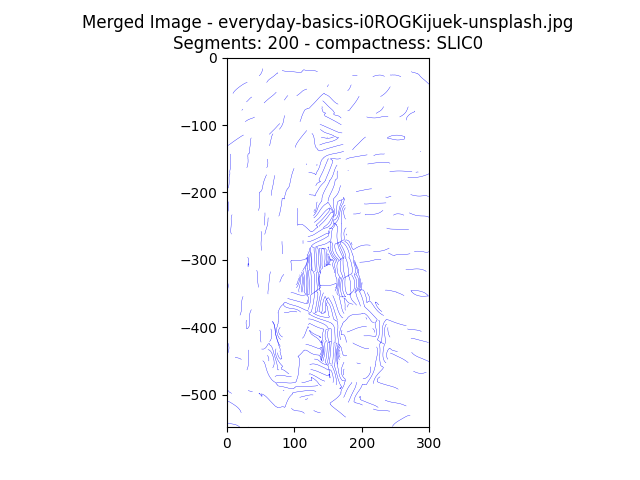 Merged Image - everyday-basics-i0ROGKijuek-unsplash.jpg
Segments: 200 - compactness: SLIC0
0
−100
−200
−300
−400
−500
0 100 200 300